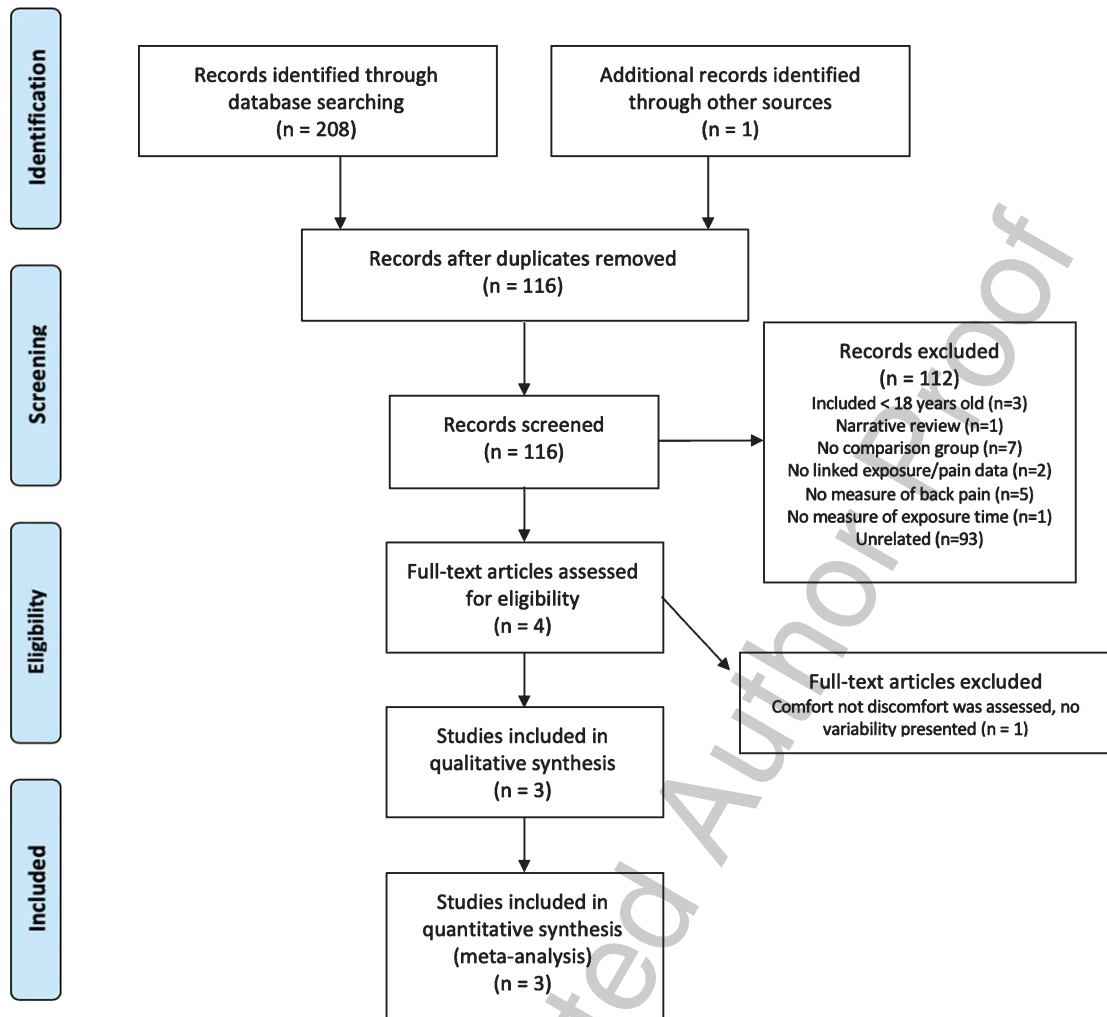 Identification
Records identified through
database searching
(n = 208)
Additional records identified
through other sources
(n = 1)
Records after duplicates removed
(n = 116)
Screening
Records screened
(n = 116)
Records excluded
(n = 112)
Included < 18 years old (n=3)
Narrative review (n=1)
No comparison group (n=7)
No linked exposure/pain data (n=2)
No measure of back pain (n=5)
No measure of exposure time (n=1)
Unrelated (n=93)
Eligibility
Full-text articles assessed
for eligibility
(n = 4)
Full-text articles excluded
Comfort not discomfort was assessed, no
variability presented (n = 1)
Studies included in
qualitative synthesis
(n = 3)
Included
Studies included in
quantitative synthesis
(meta-analysis)
(n = 3)
Author Proof